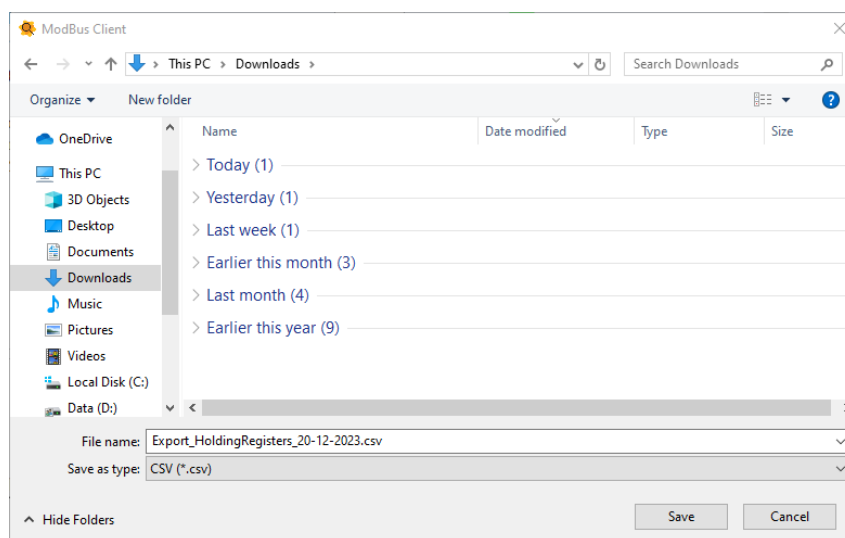 ModBus Client
This PC > Downloads >
Search Downloads
Organize
New folder
?
Name
Date modified
Type
Size
OneDrive
This PC
3D Objects
Desktop
Documents
Downloads
Music
Pictures
Videos
Local Disk (C:)
Data (D:)
Today (1)
Yesterday (1)
Last week (1)
Earlier this month (3)
Last month (4)
Earlier this year (9)
File name: Export_HoldingRegisters_20-12-2023.csv
Save as type: CSV (*.csv)
Hide Folders
Save
Cancel